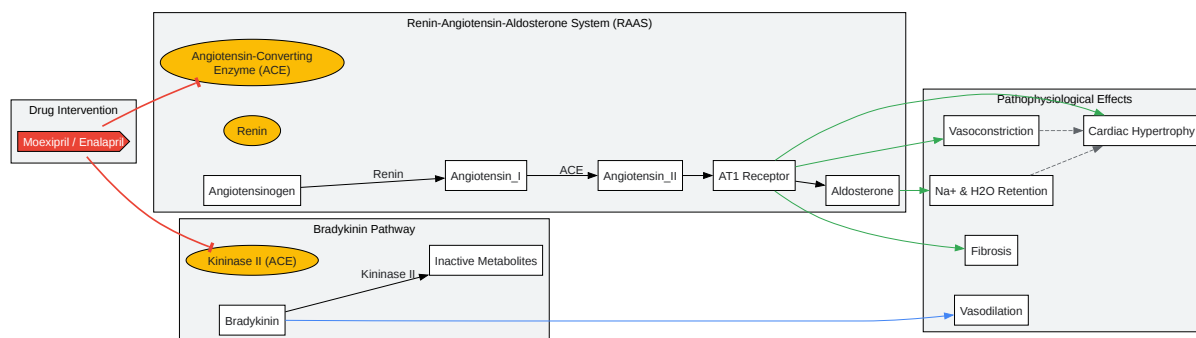 Renin-Angiotensin-Aldosterone System (RAAS)
Angiotensin-Converting
Enzyme (ACE)
Drug Intervention
Moexipril / Enalapril
Renin
Angiotensinogen
Renin
Angiotensin_I
ACE
Angiotensin_II
AT1 Receptor
Aldosterone
Pathophysiological Effects
Vasoconstriction
Cardiac Hypertrophy
Na+ & H2O Retention
Fibrosis
Vasodilation
Bradykinin Pathway
Kininase II (ACE)
Inactive Metabolites
Kininase II
Bradykinin